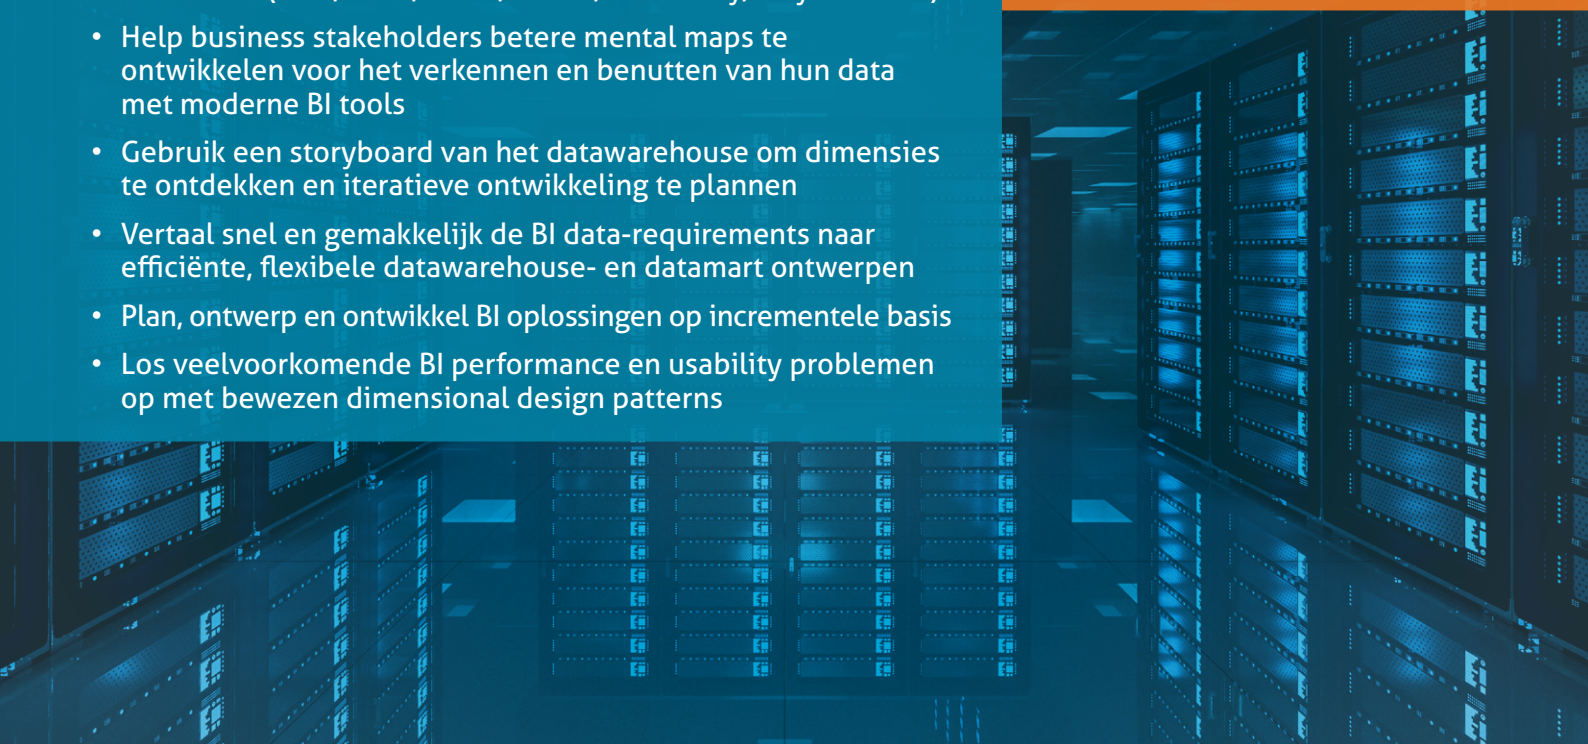 • Help business stakeholders betere mental maps te
ontwikkelen voor het verkennen en benutten van hun data
met moderne BI tools
• Gebruik een storyboard van het datawarehouse om dimensies
te ontdekken en iteratieve ontwikkeling te plannen
• Vertaal snel en gemakkelijk de BI data-requirements naar
efficiënte, flexibele datawarehouse- en datamart ontwerpen
• Plan, ontwerp en ontwikkel BI oplossingen op incrementele basis
• Los veelvoorkomende BI performance en usability problemen
op met bewezen dimensional design patterns